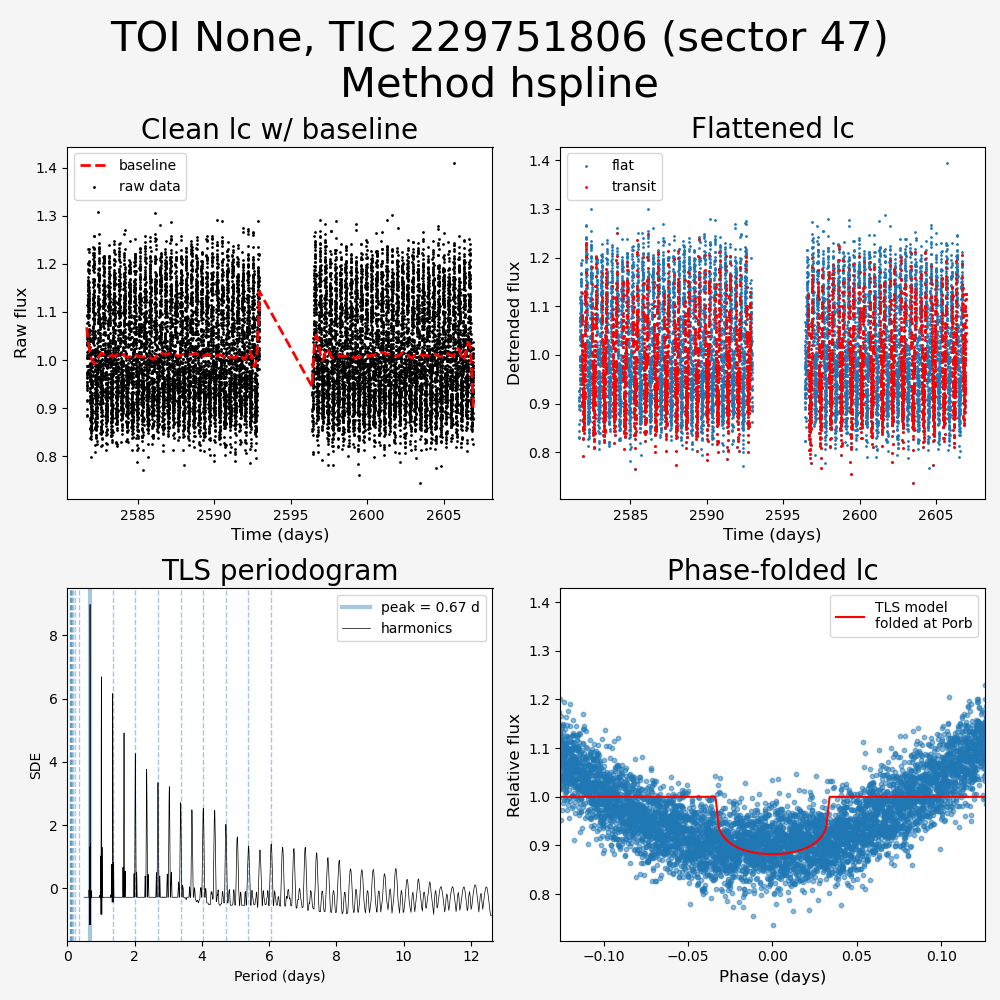 TOI None, TIC 229751806 (sector 47)
Method hspline
Clean lc w/ baseline
baseline
raw data
Raw flux
1.4
1.3
1.2
1.1
1.0
0.9
0.8
2585
2590
2595
2600
2605
Time (days)
Flattened lc
flat
transit
Detrended flux
1.4
1.3
1.2
1.1
1.0
0.9
0.8
2585
2590
2595
2600
2605
Time (days)
TLS periodogram
peak = 0.67 d
harmonics
SDE
8
6
4
2
0
0
2
4
6
8
10
12
Period (days)
Phase-folded lc
TLS model
folded at Porb
Relative flux
1.4
1.3
1.2
1.1
1.0
0.9
0.8
−0.10
−0.05
0.00
0.05
0.10
Phase (days)